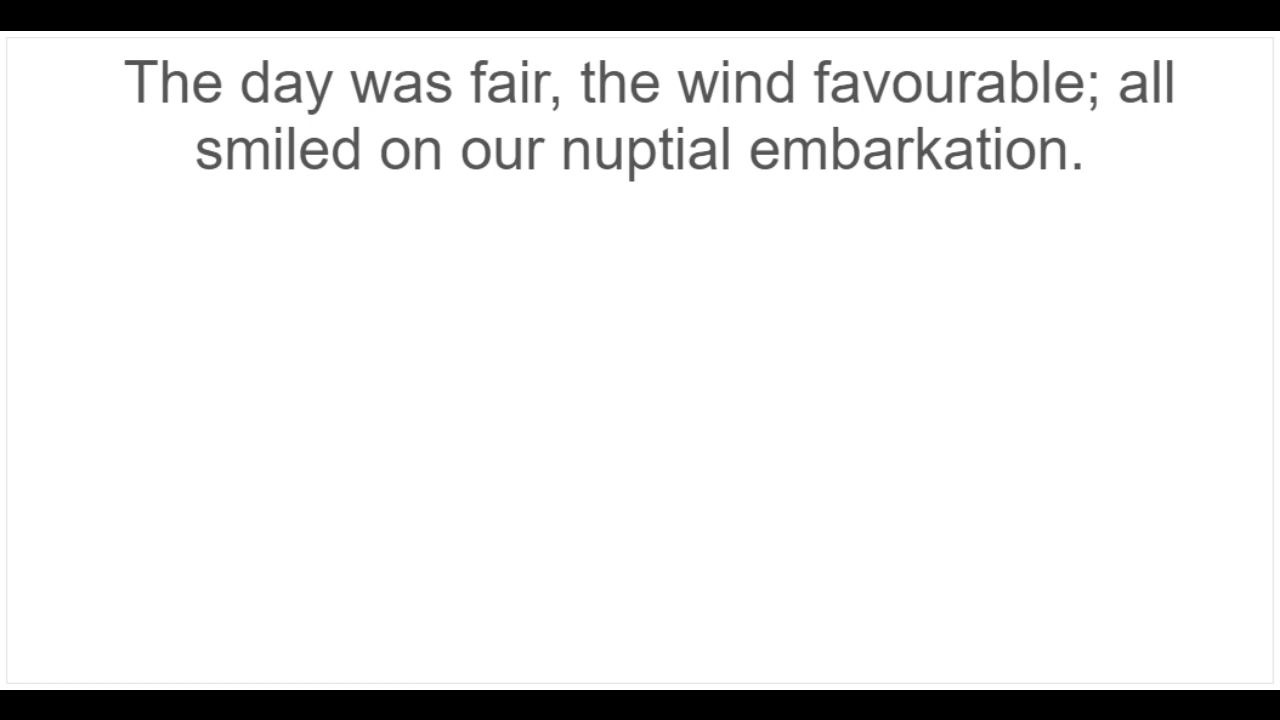 The day was fair, the wind favourable; all
smiled on our nuptial embarkation.